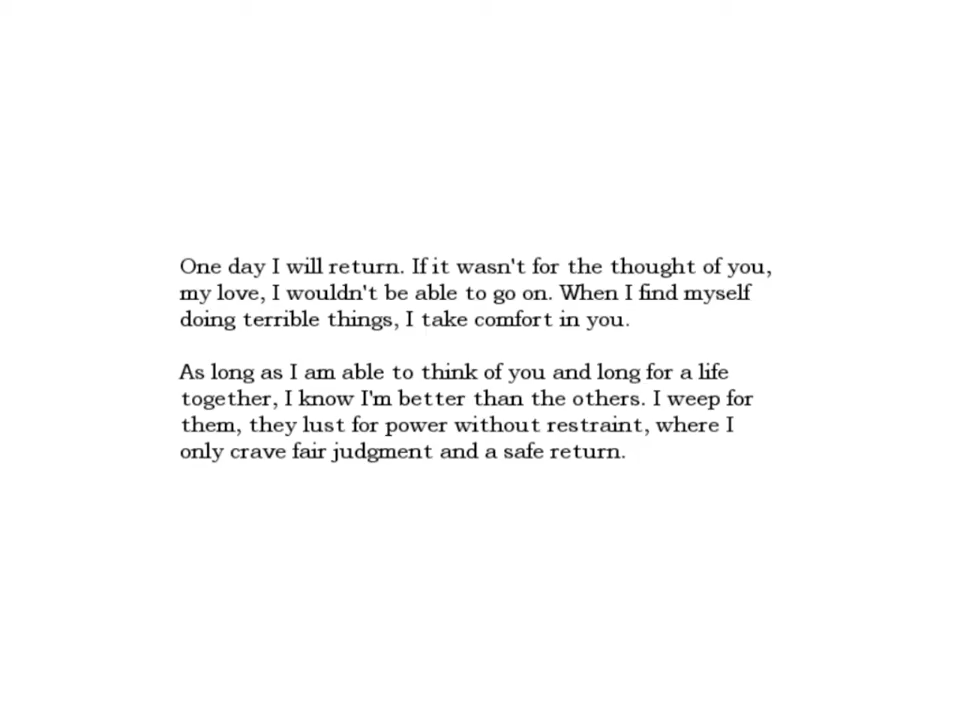 One day I will return. If it wasn't for the thought of you,
my love, I wouldn't be able to go on. When I find myself
doing terrible things, I take comfort in you.
As long as I am able to think of you and long for a life
together, I know I'm better than the others. I weep for
them, they lust for power without restraint, where I
only crave fair judgment and a safe return.